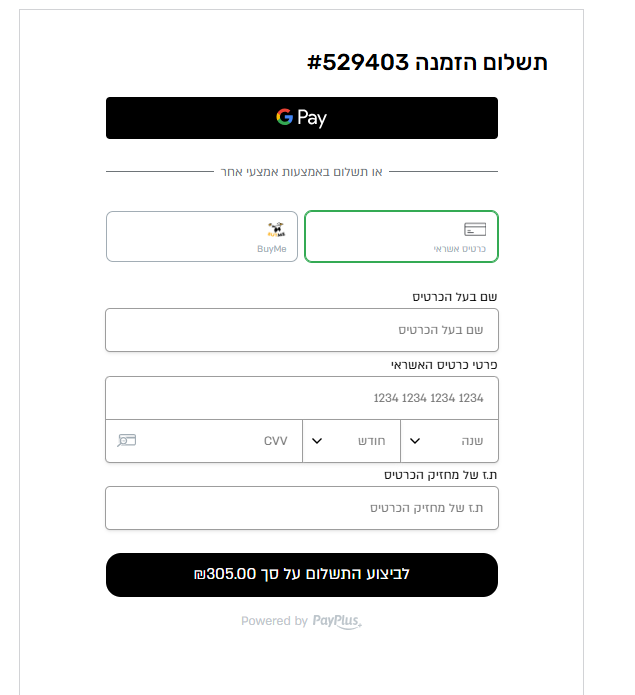 תשלום הזמנה 529403#
G Pay
או תשלום באמצעות אמצעי אחר
כרטיס אשראי
BuyMe
שם בעל הכרטיס
שם בעל הכרטיס
פרטי כרטיס האשראי
1234 1234 1234 1234
שנה
חודש
CVV
ת.ז של מחזיק הכרטיס
ת.ז של מחזיק הכרטיס
לביצוע התשלום על סך 305.00₪
Powered by PayPlus